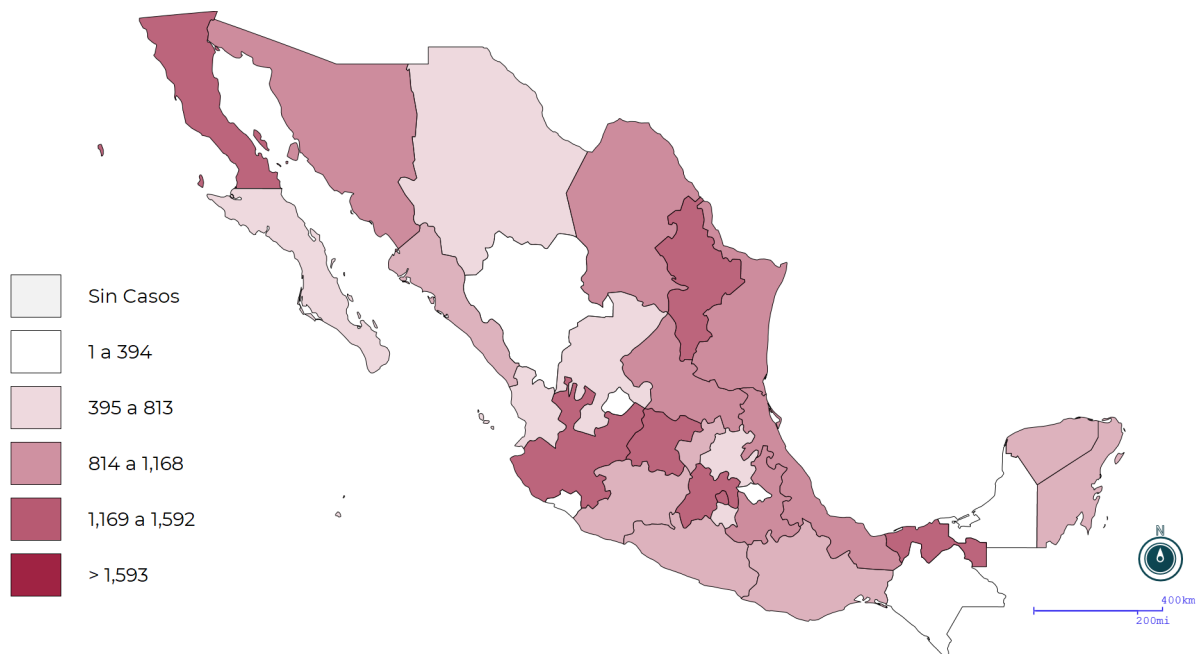 Sin Casos
1 a 394
395 a 813
814 a 1,168
1,169 a 1,592
> 1,593
N
400km
200mi